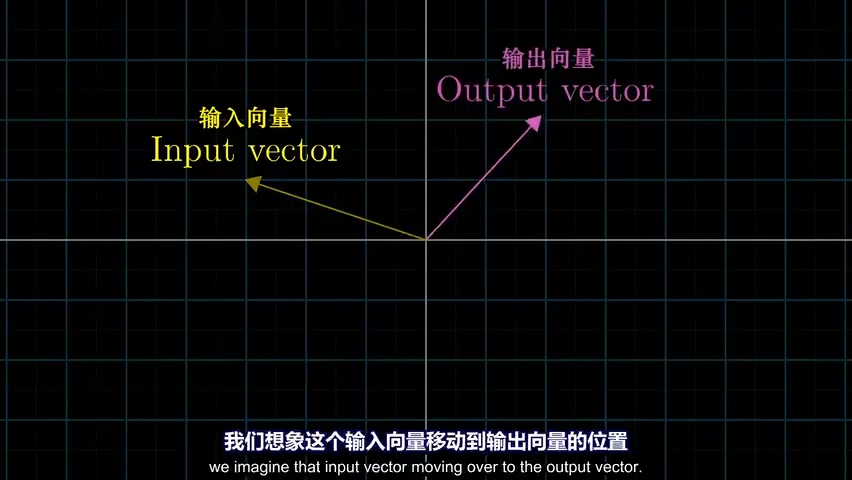 输出向量
Output vector
输入向量
Input vector
我们想象这个输入向量移动到输出向量的位置
we imagine that input vector moving over to the output vector.